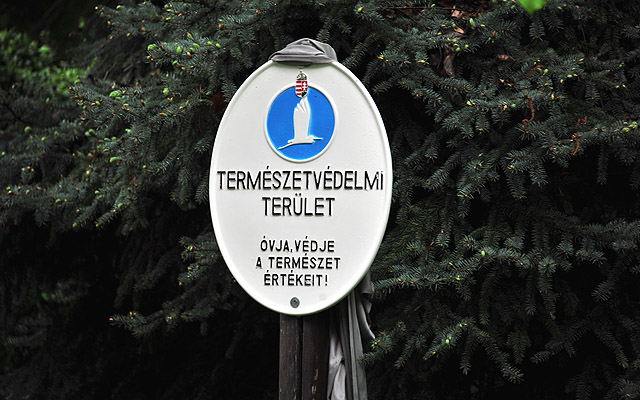 TERMÉSZETVÉDELMI
TERÜLET
ÓVJA, VÉDJE
A TERMÉSZET
ÉRTÉKEIT!